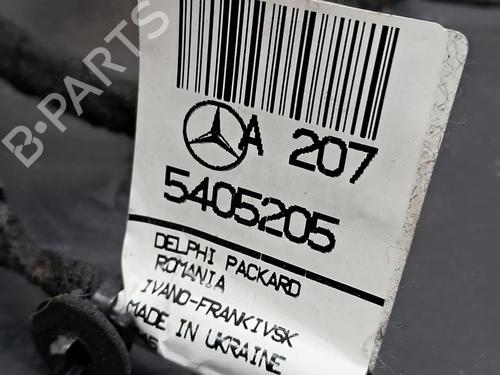 B-PARTS
A 207
5405205
DELPHI PACKARD
ROMANIA
IVANO-FRANKIVSK
MADE IN UKRAINE